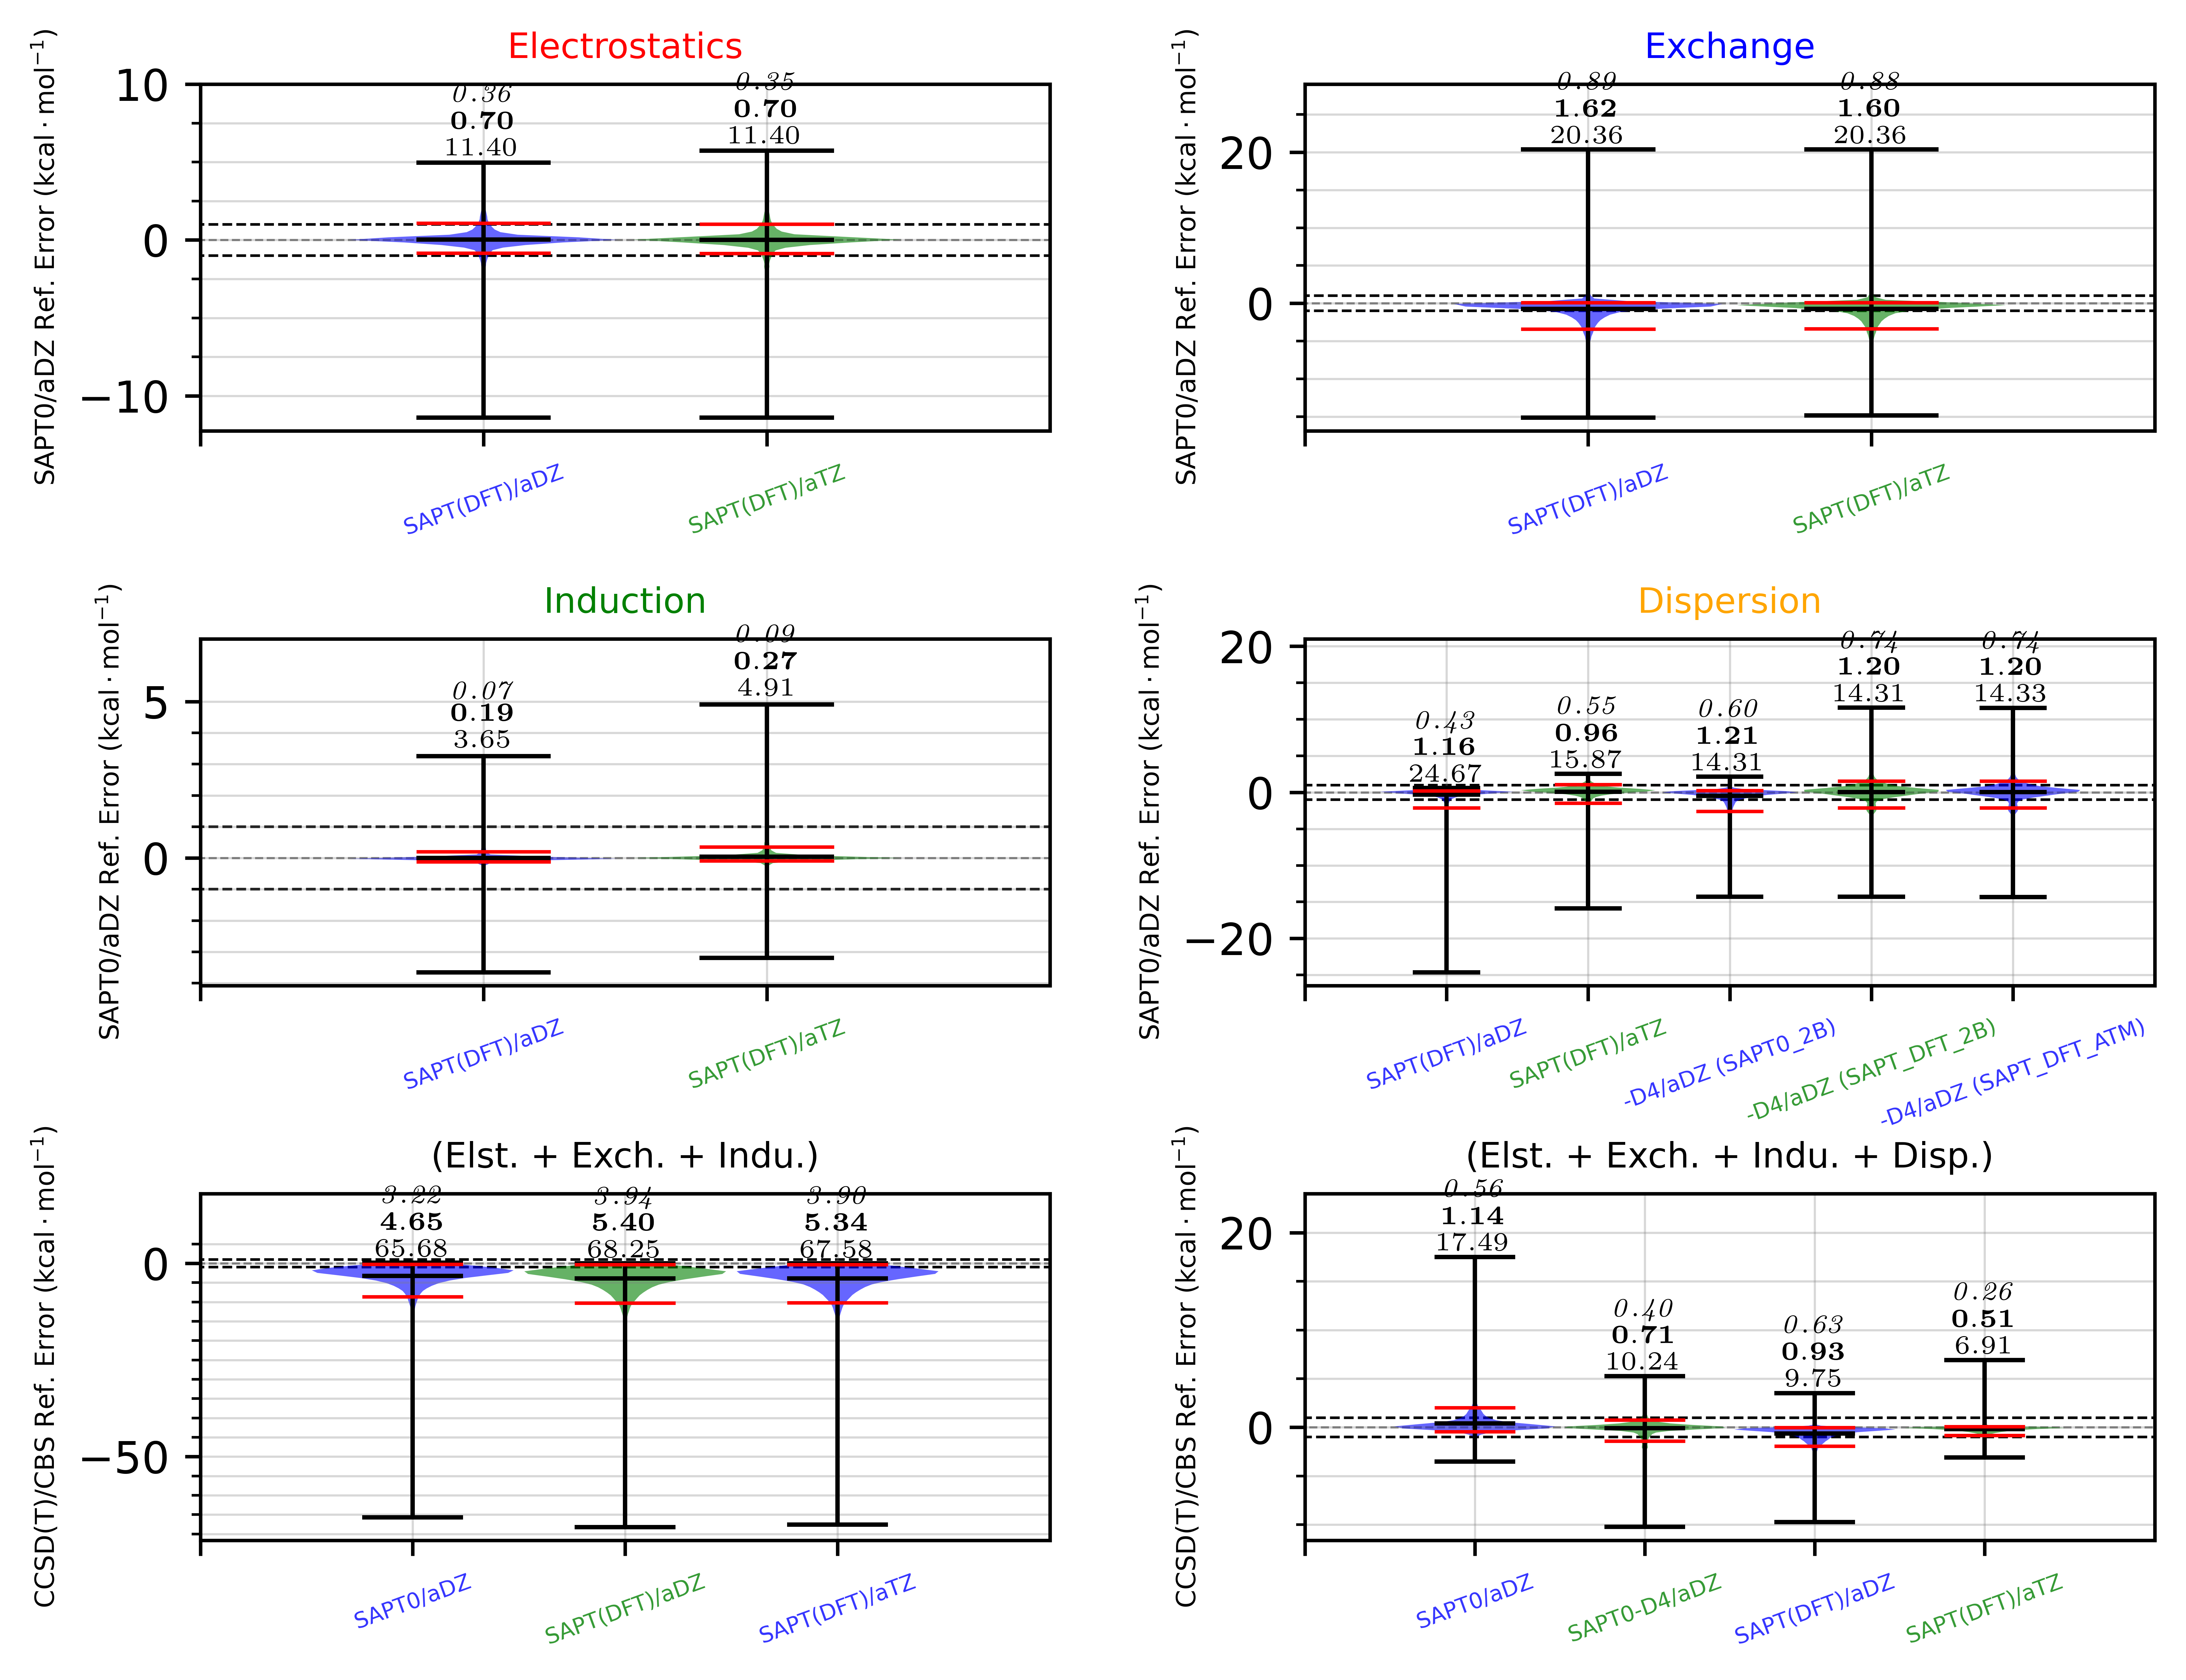 Electrostatics
SAPT0/aDZ Ref. Error (kcal·mol⁻¹)
10
0
−10
0.36
0.70
11.40
0.35
0.70
11.40
SAPT(DFT)/aDZ
SAPT(DFT)/aTZ
Exchange
SAPT0/aDZ Ref. Error (kcal·mol⁻¹)
20
0
0.89
1.62
20.36
0.88
1.60
20.36
SAPT(DFT)/aDZ
SAPT(DFT)/aTZ
Induction
SAPT0/aDZ Ref. Error (kcal·mol⁻¹)
5
0
0.07
0.19
3.65
0.09
0.27
4.91
SAPT(DFT)/aDZ
SAPT(DFT)/aTZ
Dispersion
SAPT0/aDZ Ref. Error (kcal·mol⁻¹)
20
0
−20
0.43
1.16
24.67
0.55
0.96
15.87
0.60
1.21
14.31
0.74
1.20
14.31
0.74
1.20
14.33
SAPT(DFT)/aDZ
SAPT(DFT)/aTZ
-D4/aDZ (SAPT0_2B)
-D4/aDZ (SAPT_DFT_2B)
-D4/aDZ (SAPT_DFT_ATM)
(Elst. + Exch. + Indu.)
CCSD(T)/CBS Ref. Error (kcal·mol⁻¹)
0
−50
3.22
4.65
65.68
3.94
5.40
68.25
3.90
5.34
67.58
SAPT0/aDZ
SAPT(DFT)/aDZ
SAPT(DFT)/aTZ
(Elst. + Exch. + Indu. + Disp.)
CCSD(T)/CBS Ref. Error (kcal·mol⁻¹)
20
0
0.56
1.14
17.49
0.40
0.71
10.24
0.63
0.93
9.75
0.26
0.51
6.91
SAPT0/aDZ
SAPT0-D4/aDZ
SAPT(DFT)/aDZ
SAPT(DFT)/aTZ